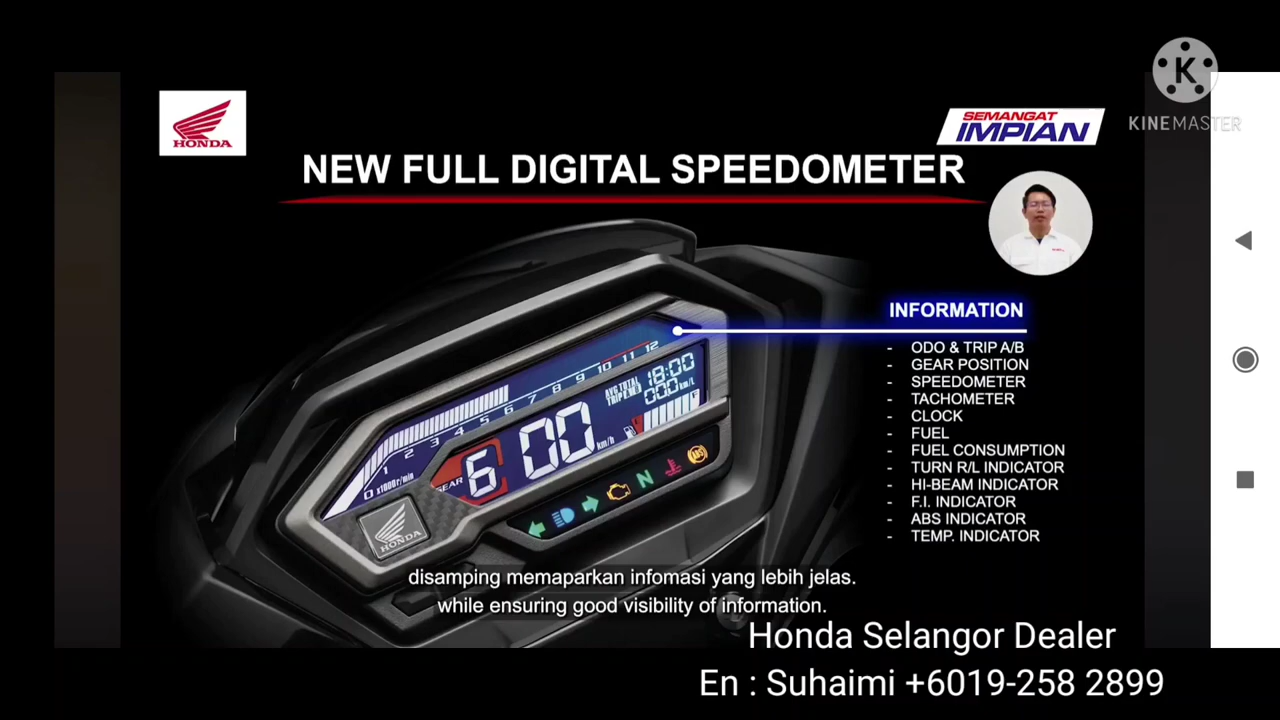 K
KINEMASTER
HONDA
SEMANGAT
IMPIAN
NEW FULL DIGITAL SPEEDOMETER
INFORMATION
- ODO & TRIP A/B
- GEAR POSITION
- SPEEDOMETER
- TACHOMETER
- CLOCK
- FUEL
- FUEL CONSUMPTION
- TURN R/L INDICATOR
- HI-BEAM INDICATOR
- F.I. INDICATOR
- ABS INDICATOR
- TEMP. INDICATOR
0 1 2 3 4 5 6 7 8 9 10 11 12
x1000r/min
AVG TOTAL 18:00
000 km/L
GEAR 6 00 km/h
F
N
ABS
HONDA
disamping memaparkan infomasi yang lebih jelas.
while ensuring good visibility of information.
Honda Selangor Dealer
En : Suhaimi +6019-258 2899